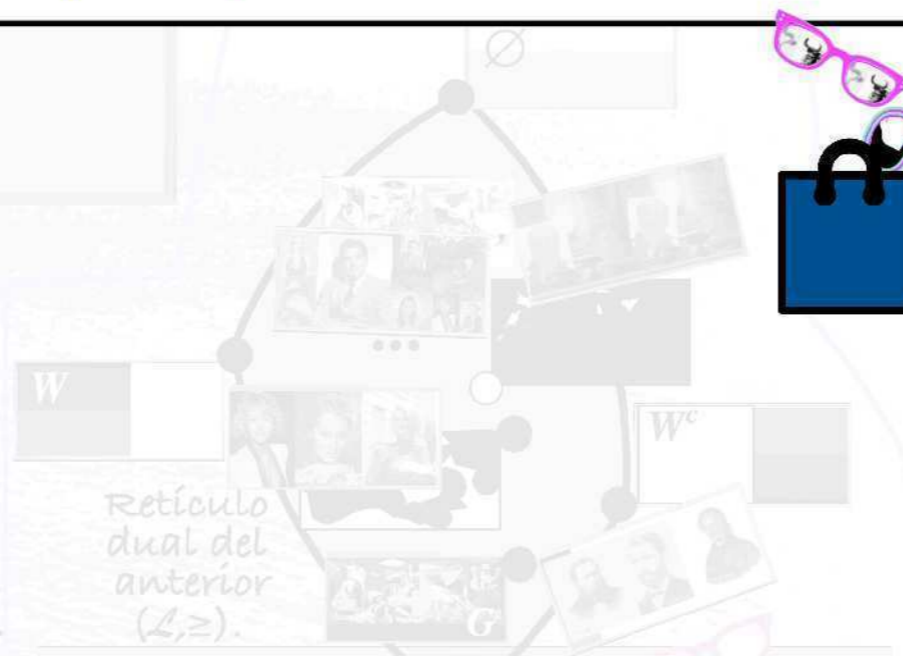 ∅
W
Wᶜ
Retículo
dual del
anterior
(ℒ,≥).
G